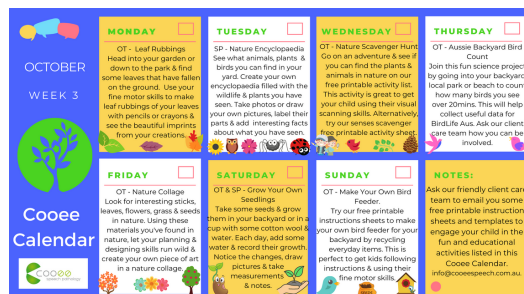 OCTOBER
WEEK 3
Cooee
Calendar
Cooee
speech pathology
MONDAY
OT - Leaf Rubbings
Head into your garden or
down to the park & find
some leaves that have fallen
on the ground. Use your
fine motor skills to make
leaf rubbings of your leaves
with pencils or crayons &
see the beautiful imprints
from your creations.
TUESDAY
SP - Nature Encyclopaedia
See what animals, plants &
birds you can find in your
yard. Create your own
encyclopaedia filled with the
wildlife & plants you have
seen. Take photos or draw
your own pictures, label their
parts & add interesting facts
about what you have seen
WEDNESDAY
OT - Nature Scavenger Hunt
Go on an adventure & see if
you can find the plants &
animals in nature on our
free printable activity list.
This activity is great to get
your child using their visual
scanning skills. Alternatively,
try our senses scavenger
free printable activity sheet.
THURSDAY
OT - Aussie Backyard Bird
Count
Join this fun science project
by going into your backyard,
local park or beach to count
how many birds you see
over 20mins. This will help
collect useful data for
BirdLife Aus. Ask our client
care team how you can be
involved.
FRIDAY
OT - Nature Collage
Look for interesting sticks,
leaves, flowers, grass & seeds
in nature. Using these
materials you've found in
nature, let your planning &
designing skills run wild &
create your own piece of art
in a nature collage.
SATURDAY
OT & SP - Grow Your Own
Seedlings
Take some seeds & grow
them in your backyard or in a
cup with some cotton wool &
water. Each day, add some
water & record their growth.
Notice the changes, draw
pictures & take
measurements
& notes.
SUNDAY
OT - Make Your Own Bird
Feeder.
Try our free printable
instructions sheets to make
your own bird feeder for your
backyard by recycling
everyday items. This is
perfect to get kids following
instructions & using their
fine motor skills.
NOTES:
Ask our friendly client care
team to email you some
free printable instruction
sheets and templates to
engage your child in the
fun and educational
activities listed in this
Cooee Calendar.
info@cooeespeech.com.au